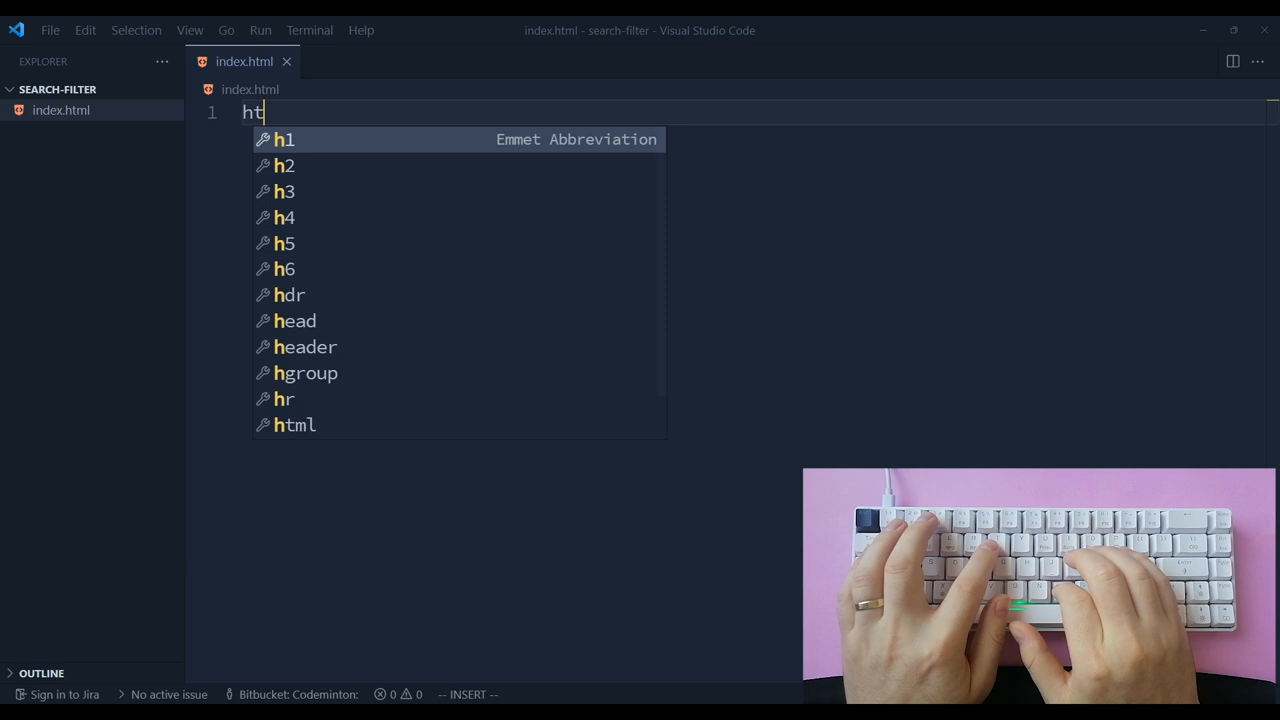 File Edit Selection View Go Run Terminal Help
index.html - search-filter - Visual Studio Code
EXPLORER
index.html
SEARCH-FILTER
index.html
index.html
1 ht
h1 Emmet Abbreviation
h2
h3
h4
h5
h6
hdr
head
header
hgroup
hr
html
OUTLINE
Sign in to Jira No active issue Bitbucket: Codeminton: 0 0 -- INSERT --